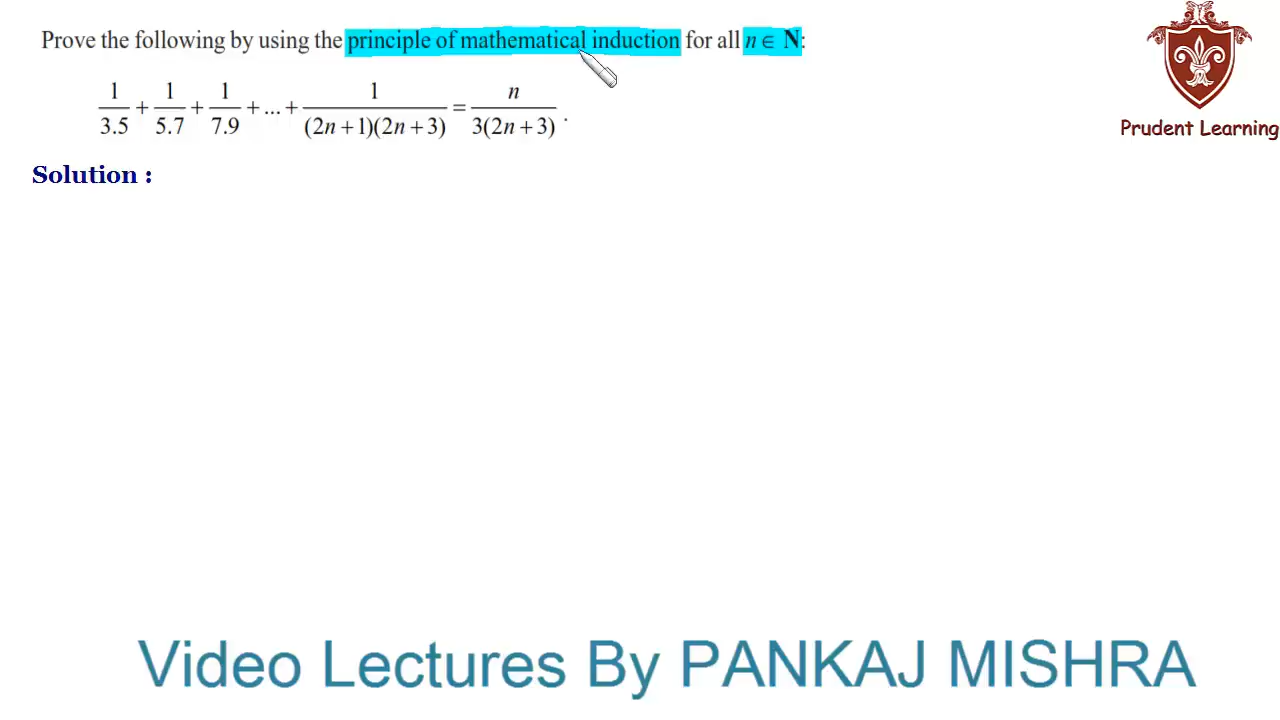 Prove the following by using the principle of mathematical induction for all n ∈ N:
1/3.5 + 1/5.7 + 1/7.9 + ... + 1/(2n+1)(2n+3) = n/3(2n+3) .
Prudent Learning
Solution :
Video Lectures By PANKAJ MISHRA